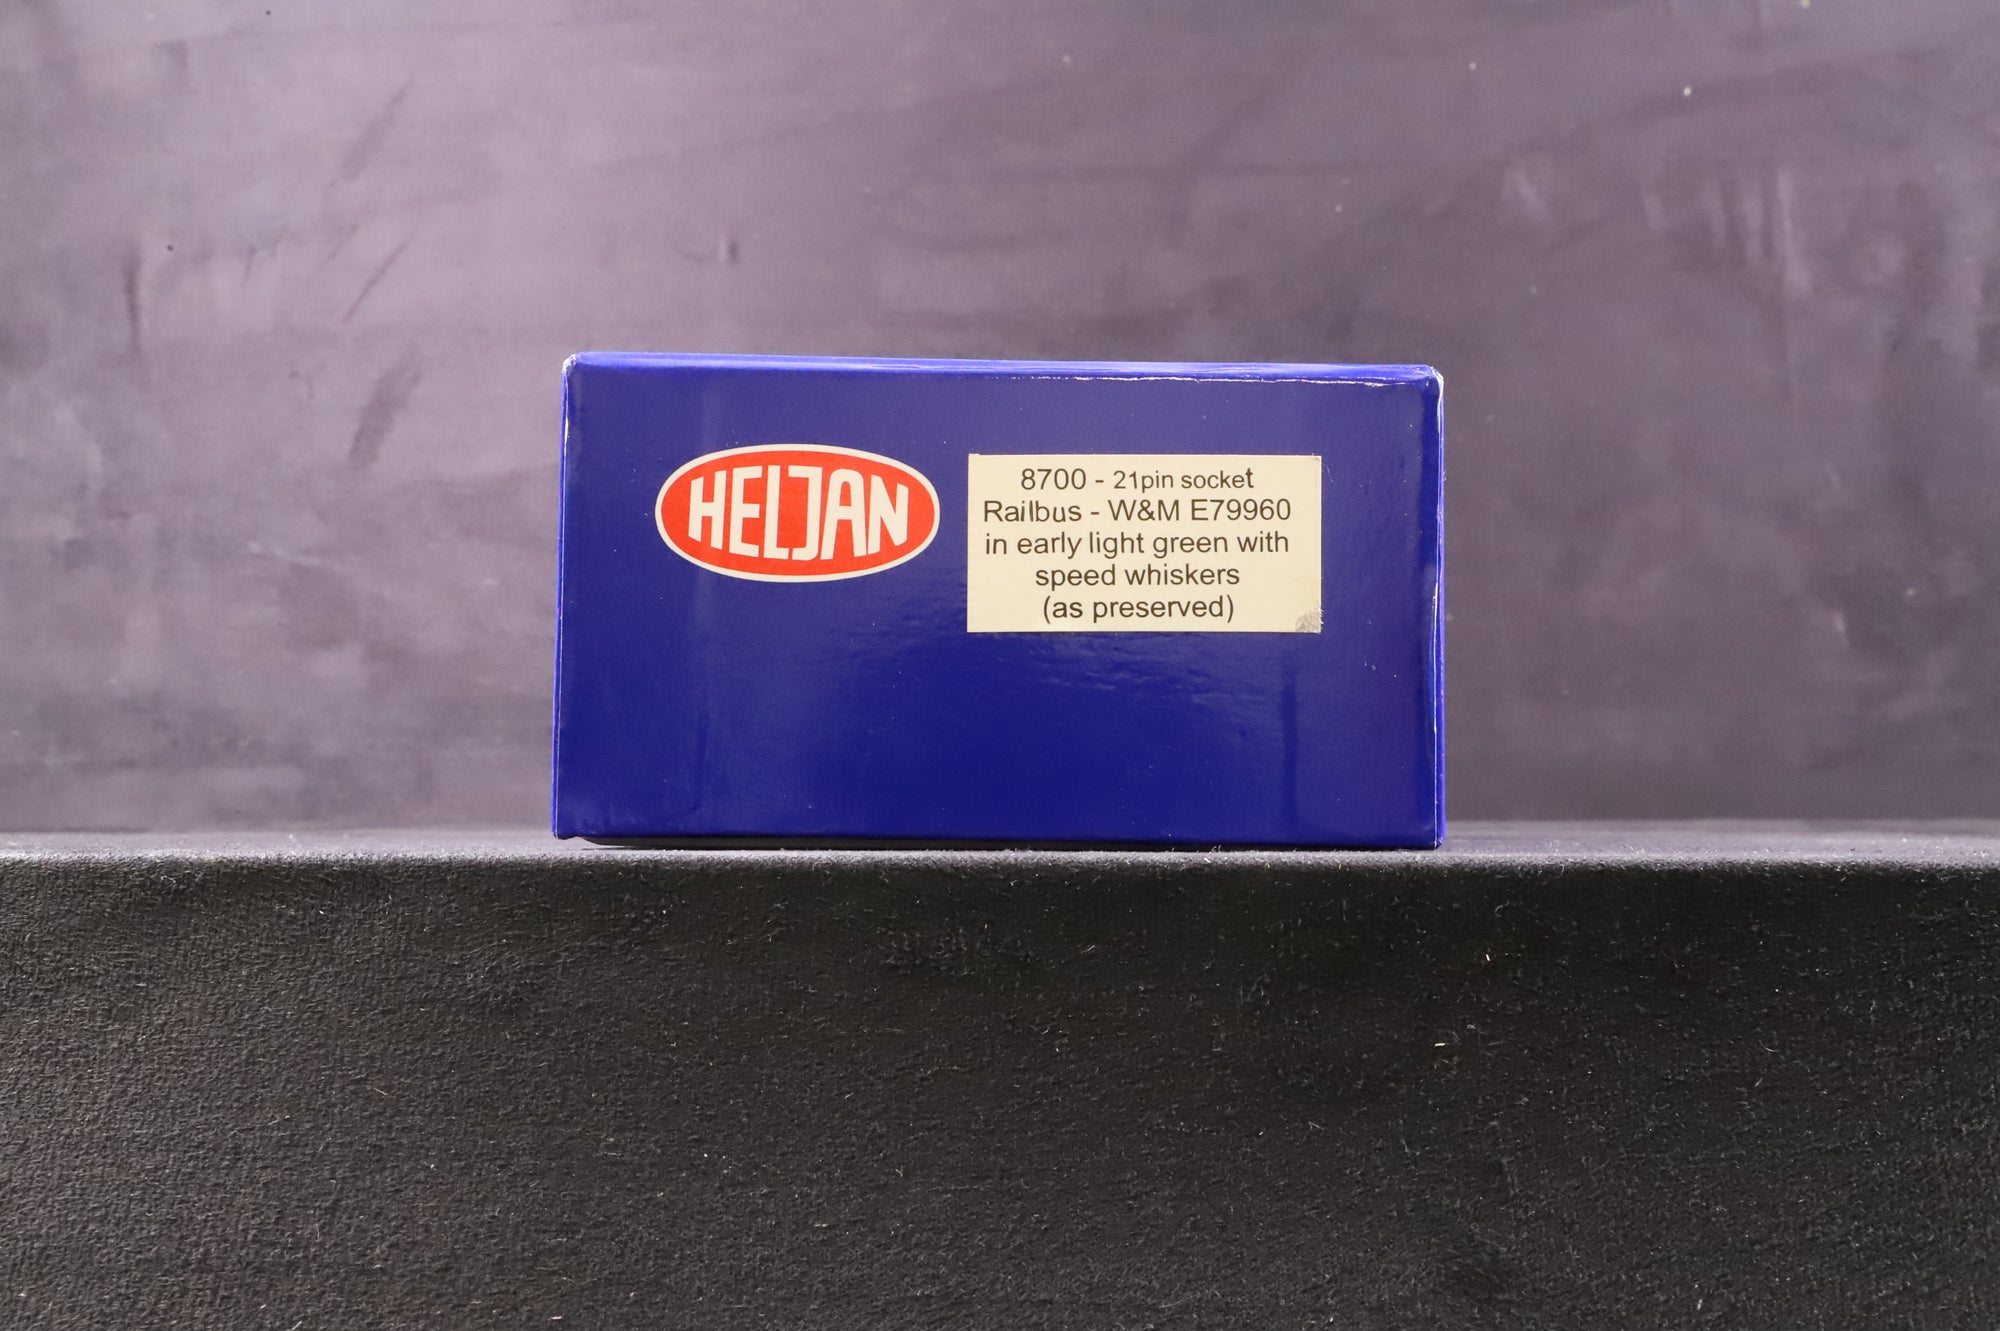 HELJAN
8700 - 21pin socket
Railbus - W&M E79960
in early light green with
speed whiskers
(as preserved)